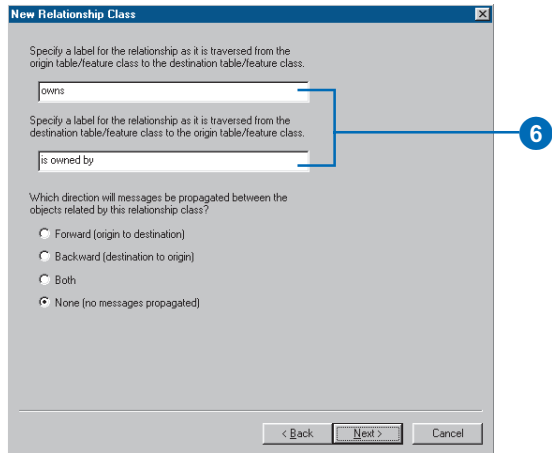 New Relationship Class
Specify a label for the relationship as it is traversed from the
origin table/feature class to the destination table/feature class.
owns
Specify a label for the relationship as it is traversed from the
destination table/feature class to the origin table/feature class.
6
is owned by
Which direction will messages be propagated between the
objects related by this relationship class?
Forward (origin to destination)
Backward (destination to origin)
Both
None (no messages propagated)
< Back
Next >
Cancel